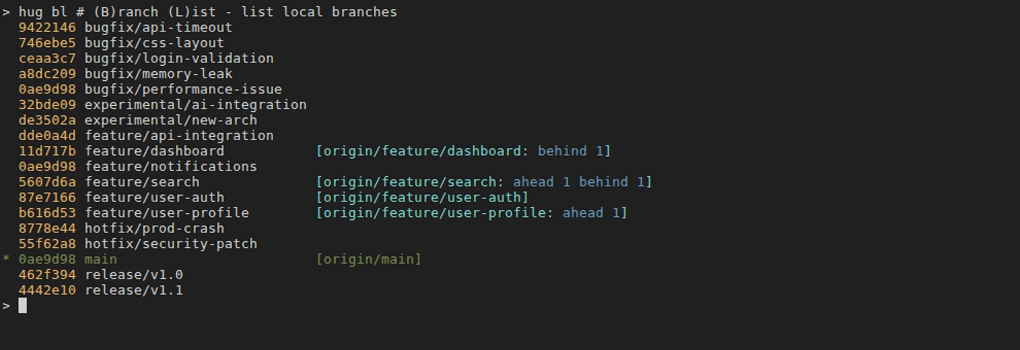 > hug bl # (B)ranch (L)ist - list local branches
  9422146 bugfix/api-timeout
  746ebe5 bugfix/css-layout
  ceaa3c7 bugfix/login-validation
  a8dc209 bugfix/memory-leak
  0ae9d98 bugfix/performance-issue
  32bde09 experimental/ai-integration
  de3502a experimental/new-arch
  dde0a4d feature/api-integration
  11d717b feature/dashboard           [origin/feature/dashboard: behind 1]
  0ae9d98 feature/notifications
  5607d6a feature/search              [origin/feature/search: ahead 1 behind 1]
  87e7166 feature/user-auth           [origin/feature/user-auth]
  b616d53 feature/user-profile        [origin/feature/user-profile: ahead 1]
  8778e44 hotfix/prod-crash
  55f62a8 hotfix/security-patch
* 0ae9d98 main                        [origin/main]
  462f394 release/v1.0
  4442e10 release/v1.1
>